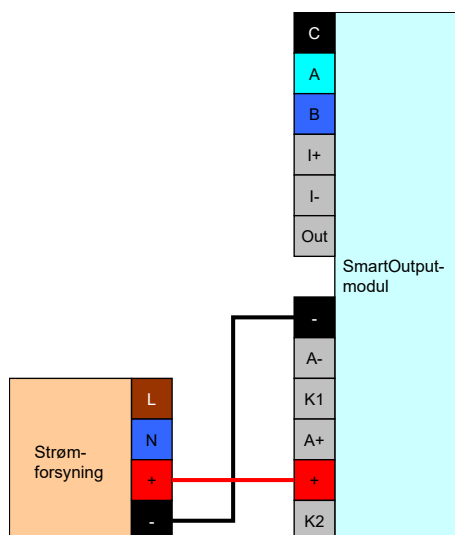 C
A
B
I+
I-
Out
SmartOutput-
modul
-
A-
K1
A+
+
K2
Strøm-
forsyning
L
N
+
-